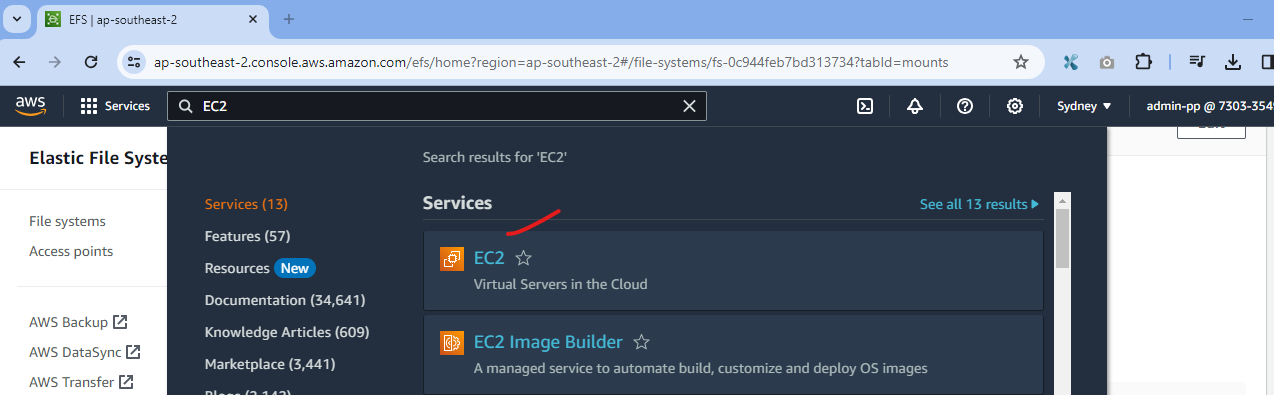 EFS | ap-southeast-2
ap-southeast-2.console.aws.amazon.com/efs/home?region=ap-southeast-2#/file-systems/fs-0c944feb7bd313734?tabId=mounts
aws Services EC2 Sydney admin-pp @ 7303-354
Elastic File Syste
File systems
Access points
AWS Backup
AWS DataSync
AWS Transfer
Search results for 'EC2'
Services (13)
Features (57)
Resources New
Documentation (34,641)
Knowledge Articles (609)
Marketplace (3,441)
Services See all 13 results
EC2
Virtual Servers in the Cloud
EC2 Image Builder
A managed service to automate build, customize and deploy OS images